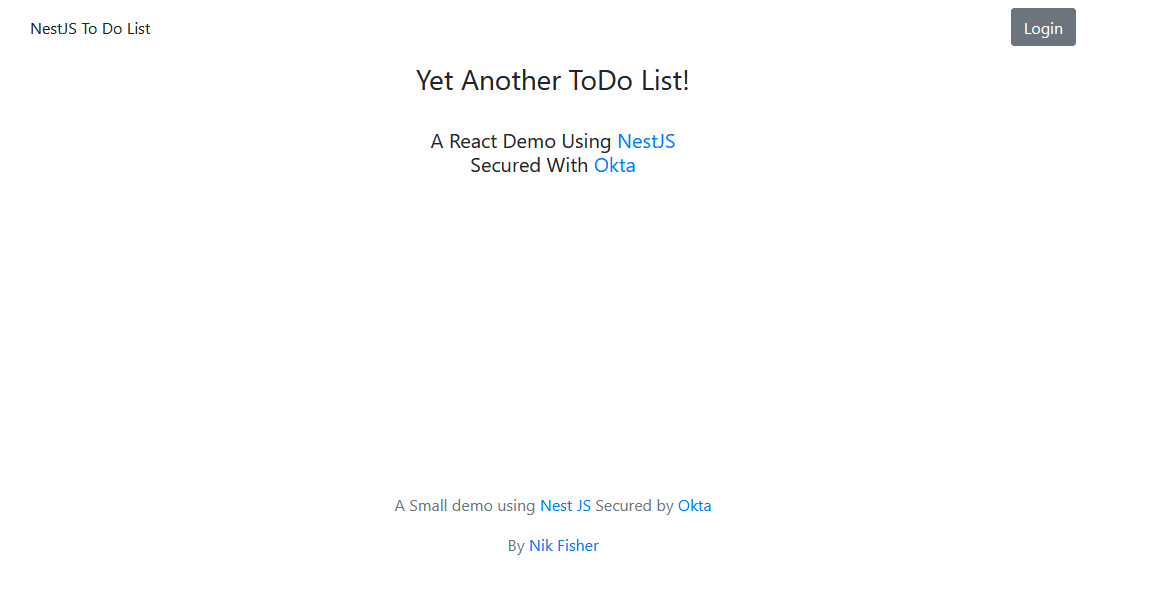 NestJS To Do List
Login
Yet Another ToDo List!
A React Demo Using NestJS
Secured With Okta
A Small demo using Nest JS Secured by Okta
By Nik Fisher